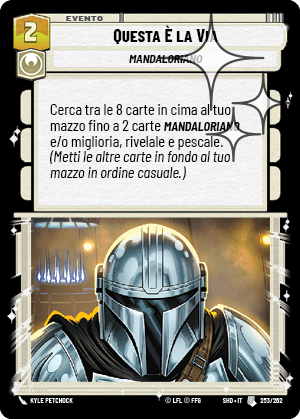 EVENTO
2
QUESTA È LA VIA
MANDALORIANO
Cerca tra le 8 carte in cima al tuo
mazzo fino a 2 carte MANDALORIANO
e/o miglioria, rivelale e pescale.
(Metti le altre carte in fondo al tuo
mazzo in ordine casuale.)
KYLE PETCHOCK © LFL © FFG SHD•IT 253/262